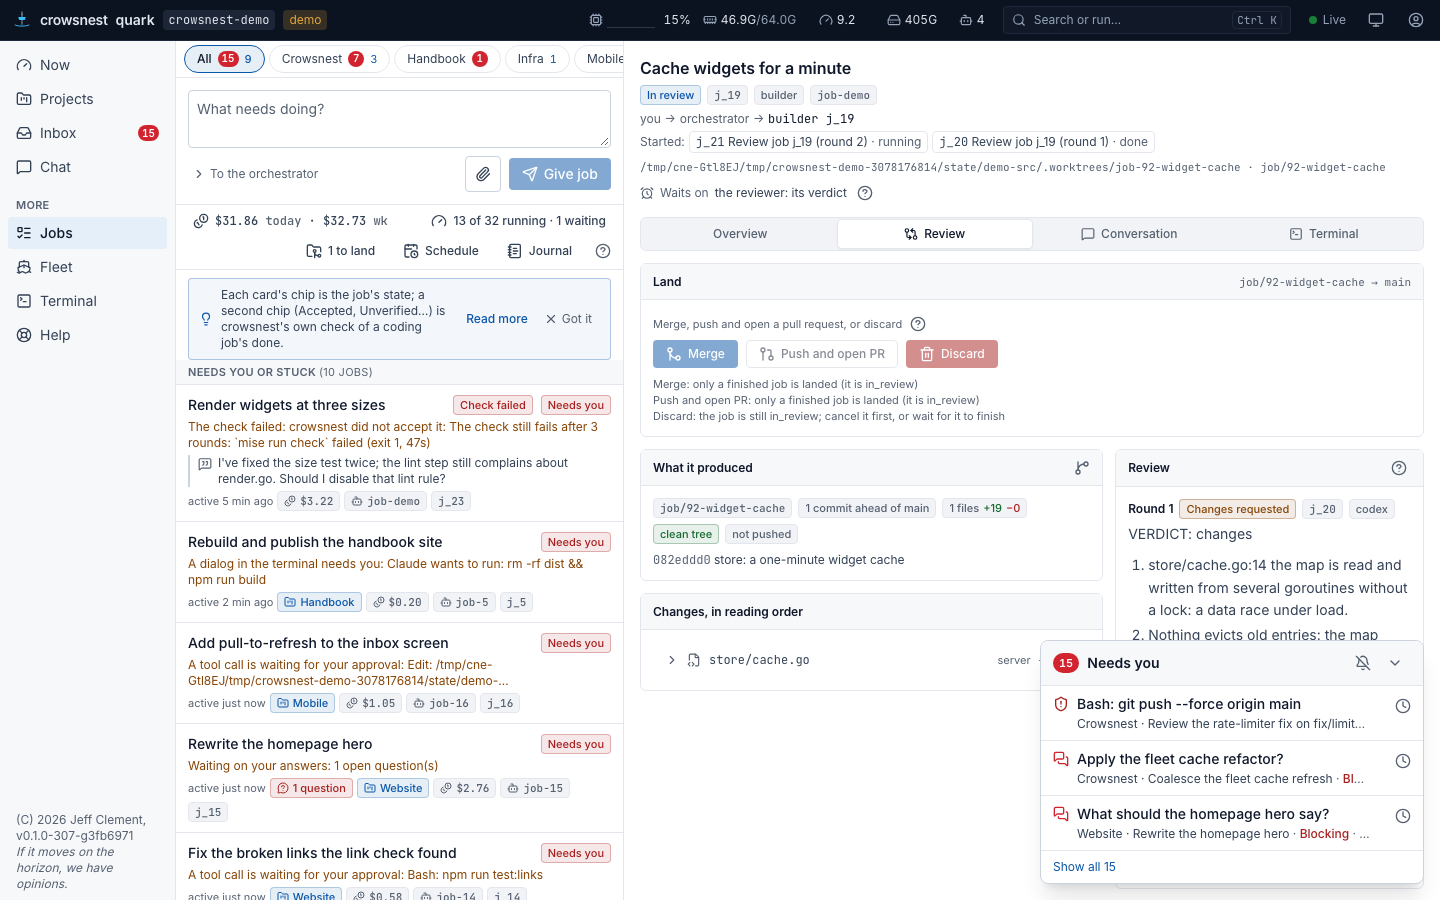 crowsnest quark crowsnest-demo demo 15% 46.9G/64.0G 9.2 405G 4 Search or run... Ctrl K Live
Now
Projects
Inbox 15
Chat
MORE
Jobs
Fleet
Terminal
Help
(C) 2026 Jeff Clement,
v0.1.0-307-g3fb6971
If it moves on the
horizon, we have
opinions.
All 15 9 Crowsnest 7 3 Handbook 1 Infra 1 Mobile
What needs doing?
To the orchestrator Give job
$31.86 today · $32.73 wk 13 of 32 running · 1 waiting
1 to land Schedule Journal
Each card's chip is the job's state; a
second chip (Accepted, Unverified...) is
crowsnest's own check of a coding
job's done.
Read more Got it
NEEDS YOU OR STUCK (10 JOBS)
Render widgets at three sizes Check failed Needs you
The check failed: crowsnest did not accept it: The check still fails after 3
rounds: `mise run check` failed (exit 1, 47s)
I've fixed the size test twice; the lint step still complains about
render.go. Should I disable that lint rule?
active 5 min ago $3.22 job-demo j_23
Rebuild and publish the handbook site Needs you
A dialog in the terminal needs you: Claude wants to run: rm -rf dist &&
npm run build
active 2 min ago Handbook $0.20 job-5 j_5
Add pull-to-refresh to the inbox screen Needs you
A tool call is waiting for your approval: Edit: /tmp/cne-
Gtl8EJ/tmp/crowsnest-demo-3078176814/state/demo-...
active just now Mobile $1.05 job-16 j_16
Rewrite the homepage hero Needs you
Waiting on your answers: 1 open question(s)
active just now 1 question Website $2.76 job-15
j_15
Fix the broken links the link check found Needs you
A tool call is waiting for your approval: Bash: npm run test:links
active just now Website $0.58 job-14 j_14
Cache widgets for a minute
In review j_19 builder job-demo
you → orchestrator → builder j_19
Started: j_21 Review job j_19 (round 2) · running j_20 Review job j_19 (round 1) · done
/tmp/cne-Gtl8EJ/tmp/crowsnest-demo-3078176814/state/demo-src/.worktrees/job-92-widget-cache · job/92-widget-cache
Waits on the reviewer: its verdict
Overview Review Conversation Terminal
Land job/92-widget-cache → main
Merge, push and open a pull request, or discard
Merge Push and open PR Discard
Merge: only a finished job is landed (it is in_review)
Push and open PR: only a finished job is landed (it is in_review)
Discard: the job is still in_review; cancel it first, or wait for it to finish
What it produced
job/92-widget-cache 1 commit ahead of main 1 files +19 −0
clean tree not pushed
082eddd0 store: a one-minute widget cache
Changes, in reading order
store/cache.go server
Review
Round 1 Changes requested j_20 codex
VERDICT: changes
1. store/cache.go:14 the map is read and
written from several goroutines without
a lock: a data race under load.
2. Nothing evicts old entries: the map
15 Needs you
Bash: git push --force origin main
Crowsnest · Review the rate-limiter fix on fix/limit...
Apply the fleet cache refactor?
Crowsnest · Coalesce the fleet cache refresh · Bl...
What should the homepage hero say?
Website · Rewrite the homepage hero · Blocking · ...
Show all 15